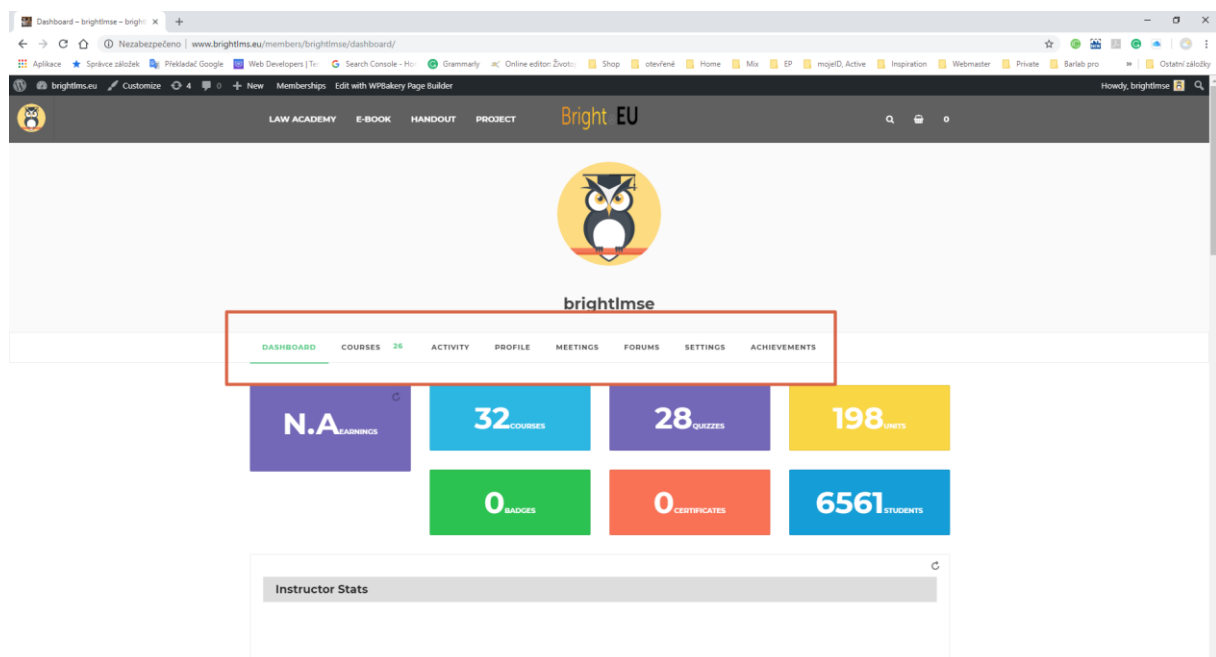 Dashboard – brightlmse – bright
Nezabezpečeno | www.brightlms.eu/members/brightlmse/dashboard/
Aplikace Správce záložek Překladač Google Web Developers | Ter Search Console - Ho Grammarly Online editor: Životo Shop otevřené Home Mix EP mojeID, Active Inspiration Webmaster Private Barlab pro » Ostatní záložky
brightlms.eu Customize 4 0 + New Memberships Edit with WPBakery Page Builder Howdy, brightlmse
LAW ACADEMY E-BOOK HANDOUT PROJECT Bright EU 0
brightlmse
DASHBOARD COURSES 26 ACTIVITY PROFILE MEETINGS FORUMS SETTINGS ACHIEVEMENTS
N.A EARNINGS 32 COURSES 28 QUIZZES 198 UNITS
0 BADGES 0 CERTIFICATES 6561 STUDENTS
Instructor Stats